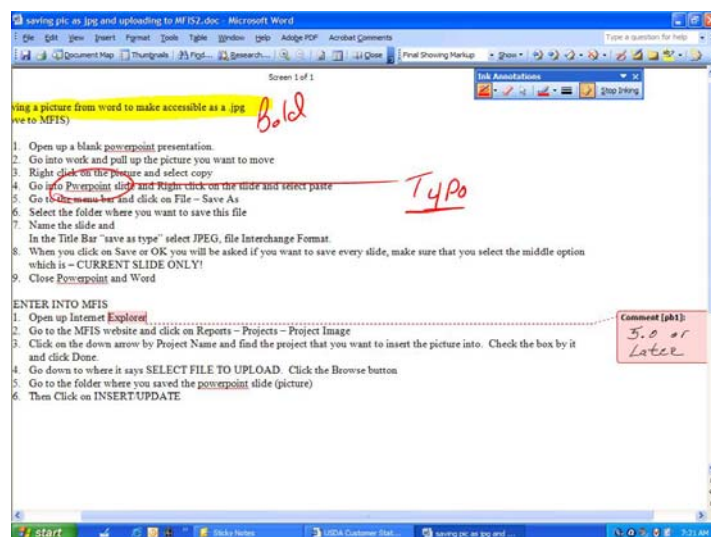 saving pic as jpg and uploading to MFIS2.doc - Microsoft Word
File Edit View Insert Format Tools Table Window Help Adobe PDF Acrobat Comments
Type a question for help
Document Map Thumbnails Find... Research... Close Final Showing Markup Show
Screen 1 of 1
Ink Annotations
Stop Inking
ving a picture from word to make accessible as a .jpg
ve to MFIS)
Bold
1. Open up a blank powerpoint presentation.
2. Go into work and pull up the picture you want to move
3. Right click on the picture and select copy
4. Go into Pwerpoint slide and Right click on the slide and select paste
Typo
5. Go to the menu bar and click on File – Save As
6. Select the folder where you want to save this file
7. Name the slide and
In the Title Bar "save as type" select JPEG, file Interchange Format.
8. When you click on Save or OK you will be asked if you want to save every slide, make sure that you select the middle option
which is – CURRENT SLIDE ONLY!
9. Close Powerpoint and Word
ENTER INTO MFIS
1. Open up Internet Explorer
Comment [pb1]:
5.0 or
Later
2. Go to the MFIS website and click on Reports – Projects – Project Image
3. Click on the down arrow by Project Name and find the project that you want to insert the picture into. Check the box by it
and click Done.
4. Go down to where it says SELECT FILE TO UPLOAD. Click the Browse button
5. Go to the folder where you saved the powerpoint slide (picture)
6. Then Click on INSERT/UPDATE
start
Sticky Notes
USDA Customer Stat...
saving pic as jpg and ...
7:21 AM